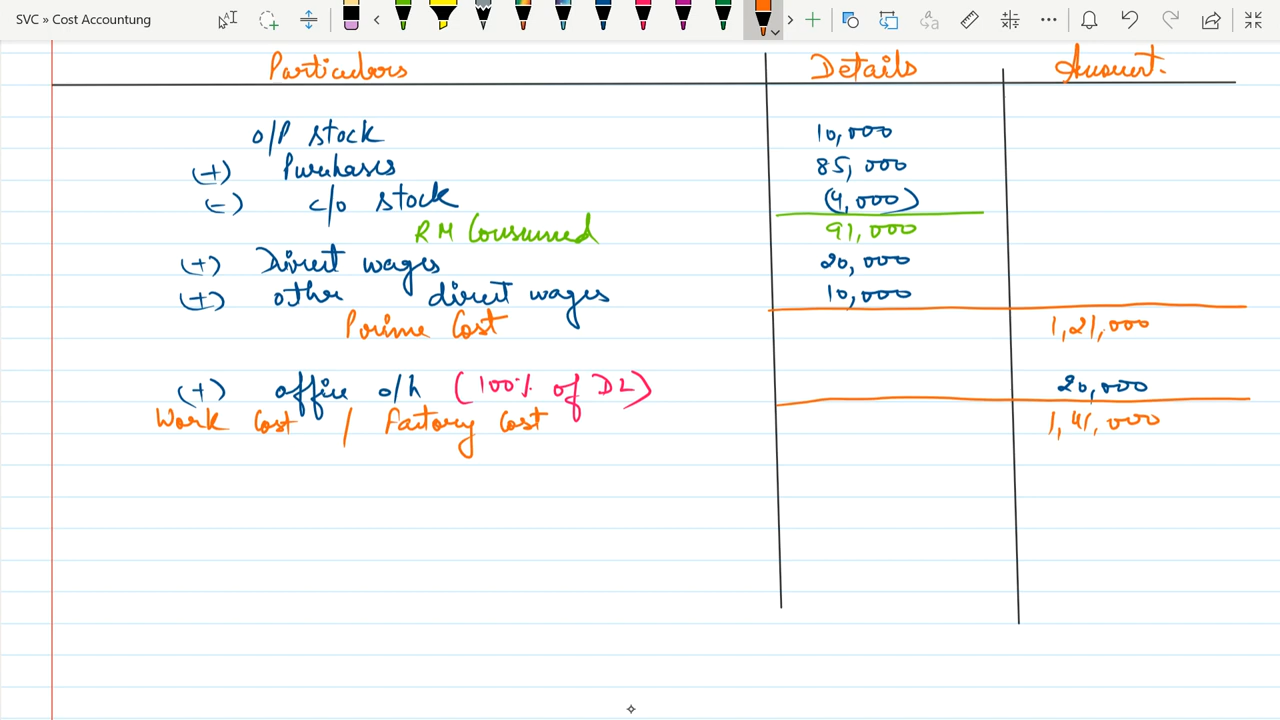 SVC » Cost Accountung
Particulars Details Amount.
O/P stock 10,000
(+) Purchases 85,000
(-) c/o stock (4,000)
RM Consumed 91,000
(+) Direct wages 20,000
(+) other direct wages 10,000
Prime Cost 1,21,000
(+) office o/h (100% of DL) 20,000
Work Cost / Factory Cost 1,41,000